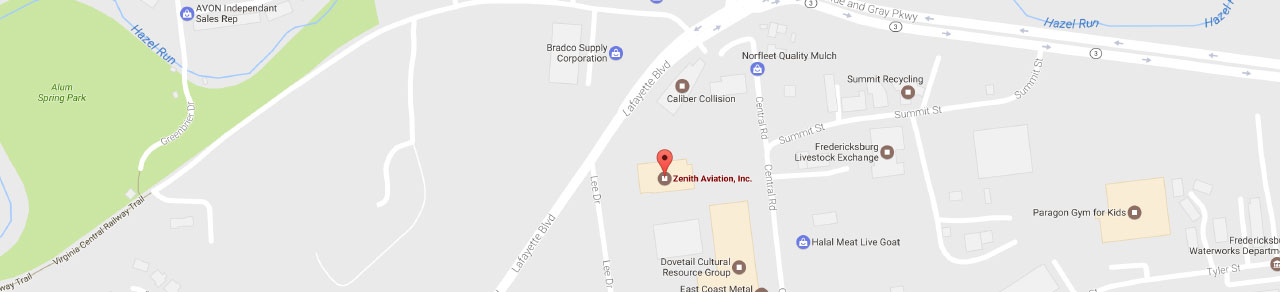 AVON Independant
Sales Rep
Hazel Run
Alum
Spring Park
Greenbrier Dr
Virginia Central Railway Trail
way Trail
Bradco Supply
Corporation
Lafayette Blvd
Lafayette Blvd
Caliber Collision
Zenith Aviation, Inc.
Lee Dr
Lee Dr
Dovetail Cultural
Resource Group
East Coast Metal
3
ue and Gray Pkwy
3
3
Hazel Run
Hazel Run
Norfleet Quality Mulch
Central Rd
Central Rd
Summit Recycling
Summit St
Summit St
Summit St
Fredericksburg
Livestock Exchange
Halal Meat Live Goat
Paragon Gym for Kids
Fredericksburg
Waterworks Department
Tyler St